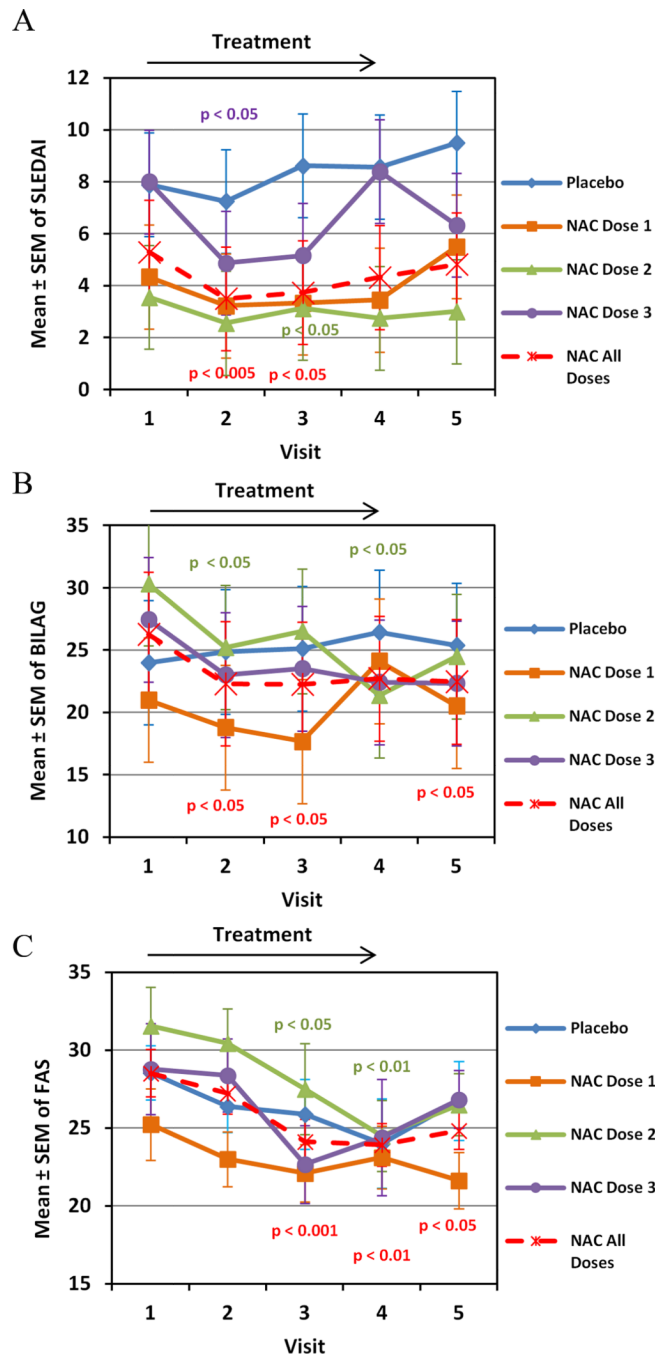 A
Treatment
Mean ± SEM of SLEDAI
12
10
8
6
4
2
0
p < 0.05
p < 0.05
p < 0.005
p < 0.05
1 2 3 4 5
Visit
Placebo
NAC Dose 1
NAC Dose 2
NAC Dose 3
NAC All
Doses
B
Treatment
Mean ± SEM of BILAG
35
30
25
20
15
10
p < 0.05
p < 0.05
p < 0.05
p < 0.05
p < 0.05
1 2 3 4 5
Visit
Placebo
NAC Dose 1
NAC Dose 2
NAC Dose 3
NAC All
Doses
C
Treatment
Mean ± SEM of FAS
35
30
25
20
15
p < 0.05
p < 0.01
p < 0.001
p < 0.05
p < 0.01
1 2 3 4 5
Visit
Placebo
NAC Dose 1
NAC Dose 2
NAC Dose 3
NAC All
Doses